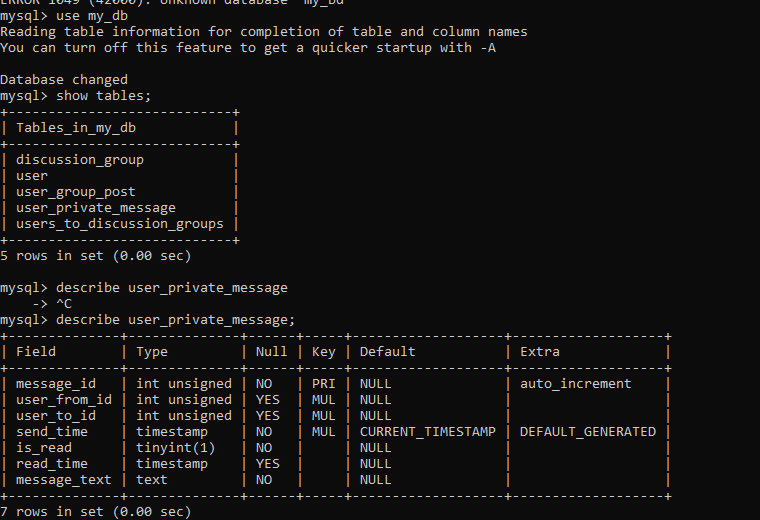 ERROR 1049 (42000): Unknown database 'my_bd'
mysql> use my_db
Reading table information for completion of table and column names
You can turn off this feature to get a quicker startup with -A
Database changed
mysql> show tables;
+----------------------------+
| Tables_in_my_db            |
+----------------------------+
| discussion_group           |
| user                       |
| user_group_post            |
| user_private_message       |
| users_to_discussion_groups |
+----------------------------+
5 rows in set (0.00 sec)
mysql> describe user_private_message
    -> ^C
mysql> describe user_private_message;
+--------------+--------------+------+-----+-------------------+-------------------+
| Field        | Type         | Null | Key | Default           | Extra             |
+--------------+--------------+------+-----+-------------------+-------------------+
| message_id   | int unsigned | NO   | PRI | NULL              | auto_increment    |
| user_from_id | int unsigned | YES  | MUL | NULL              |                   |
| user_to_id   | int unsigned | YES  | MUL | NULL              |                   |
| send_time    | timestamp    | NO   | MUL | CURRENT_TIMESTAMP | DEFAULT_GENERATED |
| is_read      | tinyint(1)   | NO   |     | NULL              |                   |
| read_time    | timestamp    | YES  |     | NULL              |                   |
| message_text | text         | NO   |     | NULL              |                   |
+--------------+--------------+------+-----+-------------------+-------------------+
7 rows in set (0.00 sec)